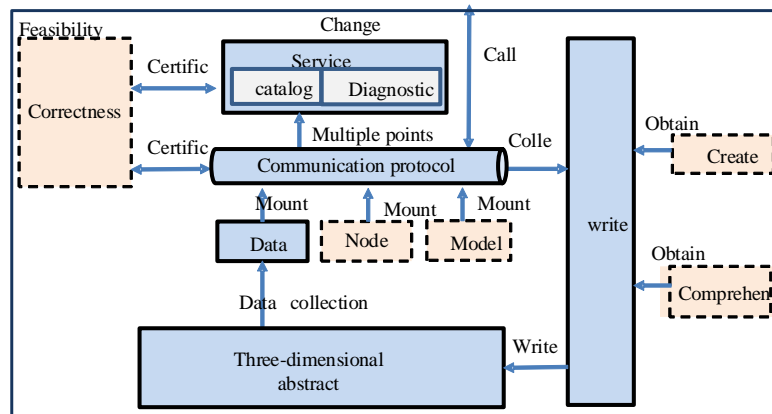 Change
Feasibility
Service
Call
Certific
catalog
Diagnostic
Correctness
Multiple points
Certific
Colle
Obtain
Communication protocol
Create
Mount
Mount
Mount
write
Data
Node
Model
Obtain
Comprehen
Data collection
Write
Three-dimensional
abstract